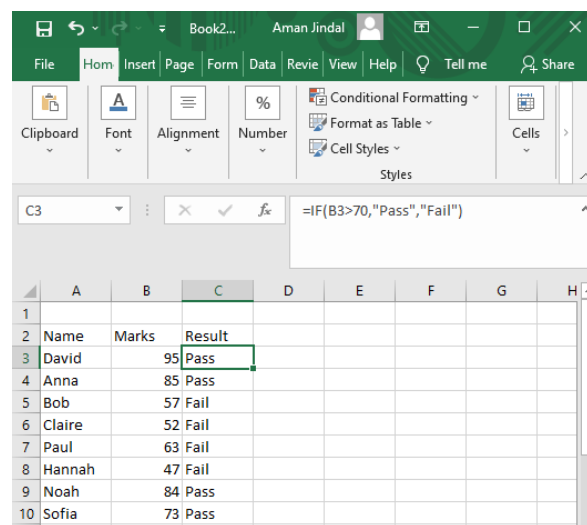 Book2... Aman Jindal
File Hom Insert Page Form Data Revie View Help Tell me Share
Clipboard Font Alignment % Number Conditional Formatting Format as Table Cell Styles Styles Cells
C3 fx =IF(B3>70,"Pass","Fail")
A B C D E F G H
1
2 Name Marks Result
3 David 95 Pass
4 Anna 85 Pass
5 Bob 57 Fail
6 Claire 52 Fail
7 Paul 63 Fail
8 Hannah 47 Fail
9 Noah 84 Pass
10 Sofia 73 Pass